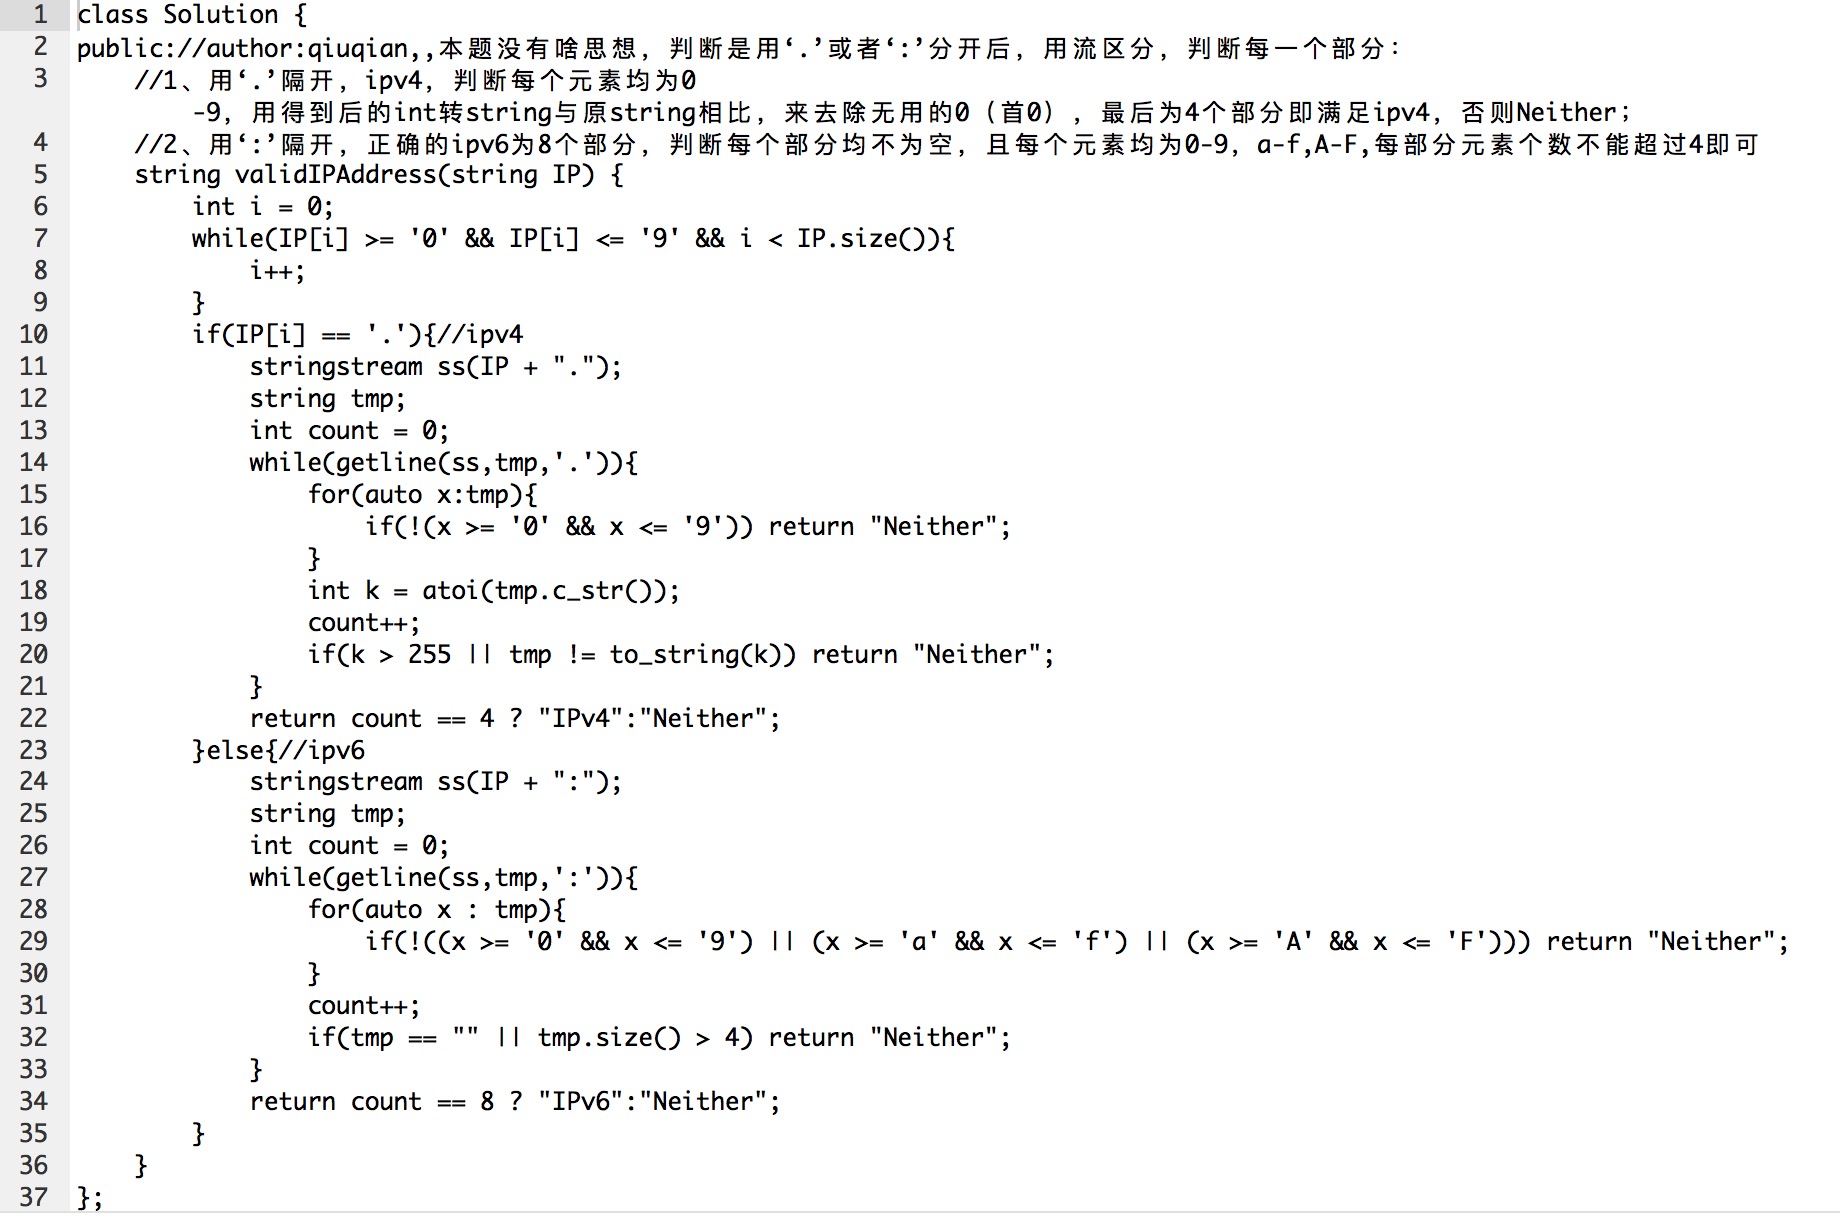 1 class Solution {
2 public://author:qiuqian,,本题没有啥思想，判断是用‘.’或者‘:’分开后，用流区分，判断每一个部分：
3     //1、用‘.’隔开，ipv4，判断每个元素均为0
        -9，用得到后的int转string与原string相比，来去除无用的0（首0），最后为4个部分即满足ipv4，否则Neither；
4     //2、用‘:’隔开，正确的ipv6为8个部分，判断每个部分均不为空，且每个元素均为0-9，a-f,A-F,每部分元素个数不能超过4即可
5     string validIPAddress(string IP) {
6         int i = 0;
7         while(IP[i] >= '0' && IP[i] <= '9' && i < IP.size()){
8             i++;
9         }
10         if(IP[i] == '.'){//ipv4
11             stringstream ss(IP + ".");
12             string tmp;
13             int count = 0;
14             while(getline(ss,tmp,'.')){
15                 for(auto x:tmp){
16                     if(!(x >= '0' && x <= '9')) return "Neither";
17                 }
18                 int k = atoi(tmp.c_str());
19                 count++;
20                 if(k > 255 || tmp != to_string(k)) return "Neither";
21             }
22             return count == 4 ? "IPv4":"Neither";
23         }else{//ipv6
24             stringstream ss(IP + ":");
25             string tmp;
26             int count = 0;
27             while(getline(ss,tmp,':')){
28                 for(auto x : tmp){
29                     if(!((x >= '0' && x <= '9') || (x >= 'a' && x <= 'f') || (x >= 'A' && x <= 'F'))) return "Neither";
30                 }
31                 count++;
32                 if(tmp == "" || tmp.size() > 4) return "Neither";
33             }
34             return count == 8 ? "IPv6":"Neither";
35         }
36     }
37 };